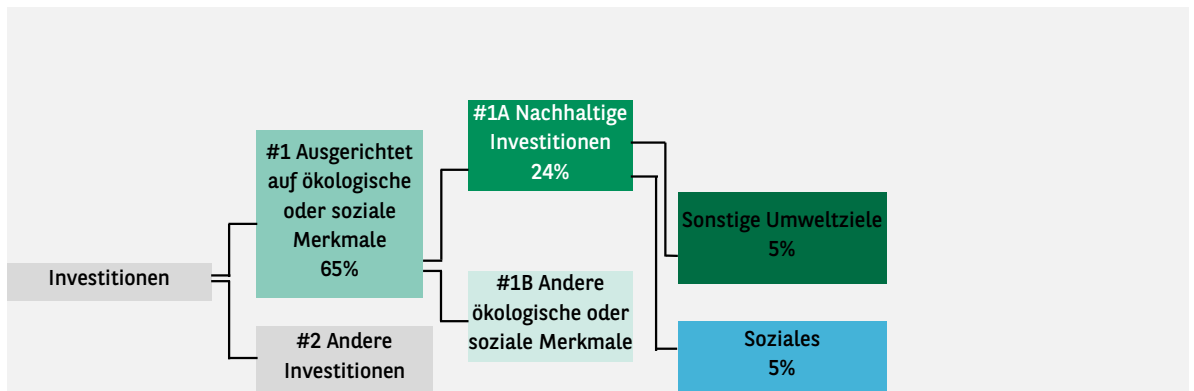 Investitionen
#1 Ausgerichtet
auf ökologische
oder soziale
Merkmale
65%
#2 Andere
Investitionen
#1A Nachhaltige
Investitionen
24%
#1B Andere
ökologische oder
soziale Merkmale
Sonstige Umweltziele
5%
Soziales
5%